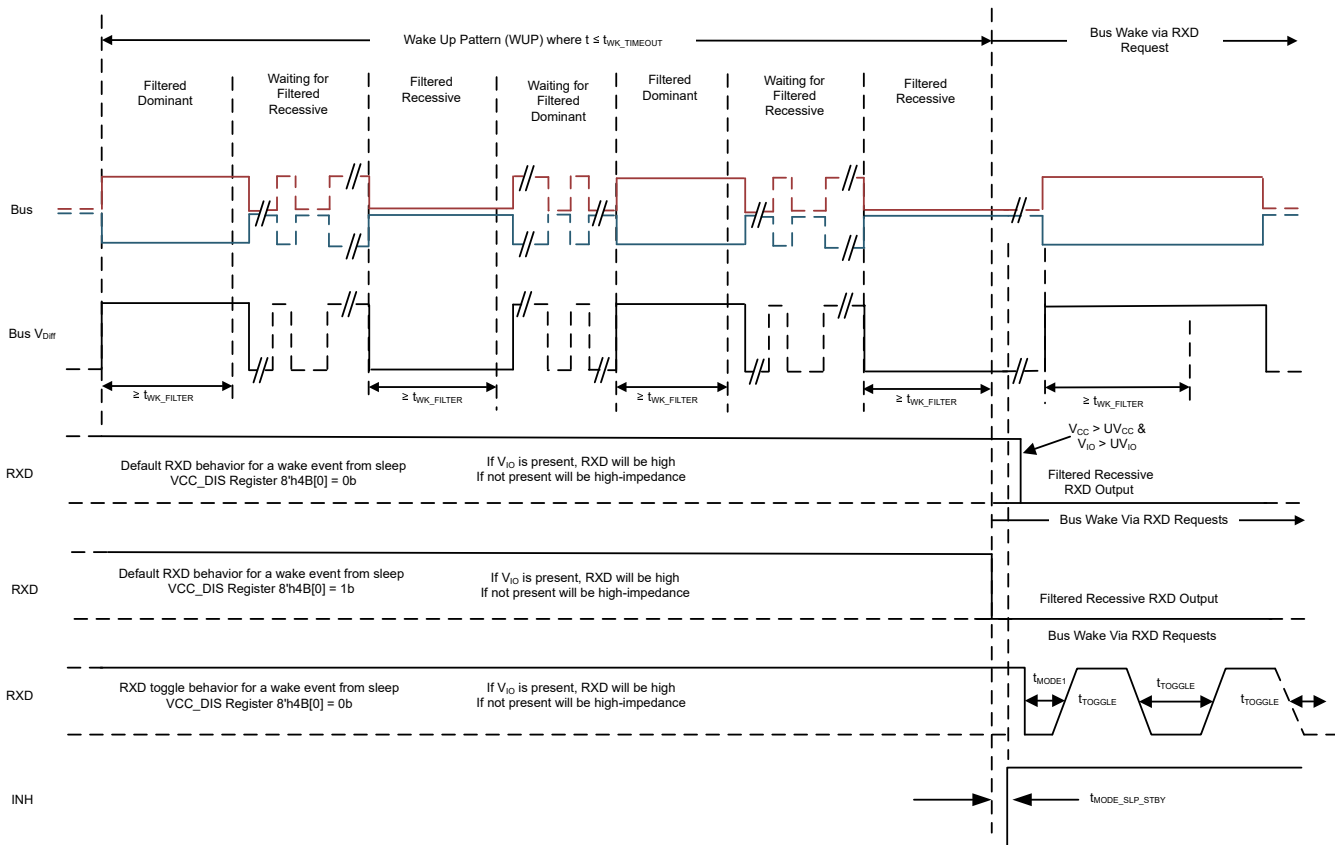 Wake Up Pattern (WUP) where t ≤ tWK_TIMEOUT
Bus Wake via RXD
Request
Filtered
Dominant
Waiting for
Filtered
Recessive
Filtered
Recessive
Waiting for
Filtered
Dominant
Filtered
Dominant
Waiting for
Filtered
Recessive
Filtered
Recessive
Bus
Bus VDiff
≥ tWK_FILTER
≥ tWK_FILTER
≥ tWK_FILTER
≥ tWK_FILTER
≥ tWK_FILTER
VCC > UVCC &
VIO > UVIO
RXD
Default RXD behavior for a wake event from sleep
VCC_DIS Register 8'h4B[0] = 0b
If VIO is present, RXD will be high
If not present will be high-impedance
Filtered Recessive
RXD Output
Bus Wake Via RXD Requests
RXD
Default RXD behavior for a wake event from sleep
VCC_DIS Register 8'h4B[0] = 1b
If VIO is present, RXD will be high
If not present will be high-impedance
Filtered Recessive RXD Output
Bus Wake Via RXD Requests
RXD
RXD toggle behavior for a wake event from sleep
VCC_DIS Register 8'h4B[0] = 0b
If VIO is present, RXD will be high
If not present will be high-impedance
tMODE1
tTOGGLE
tTOGGLE
tTOGGLE
INH
tMODE_SLP_STBY